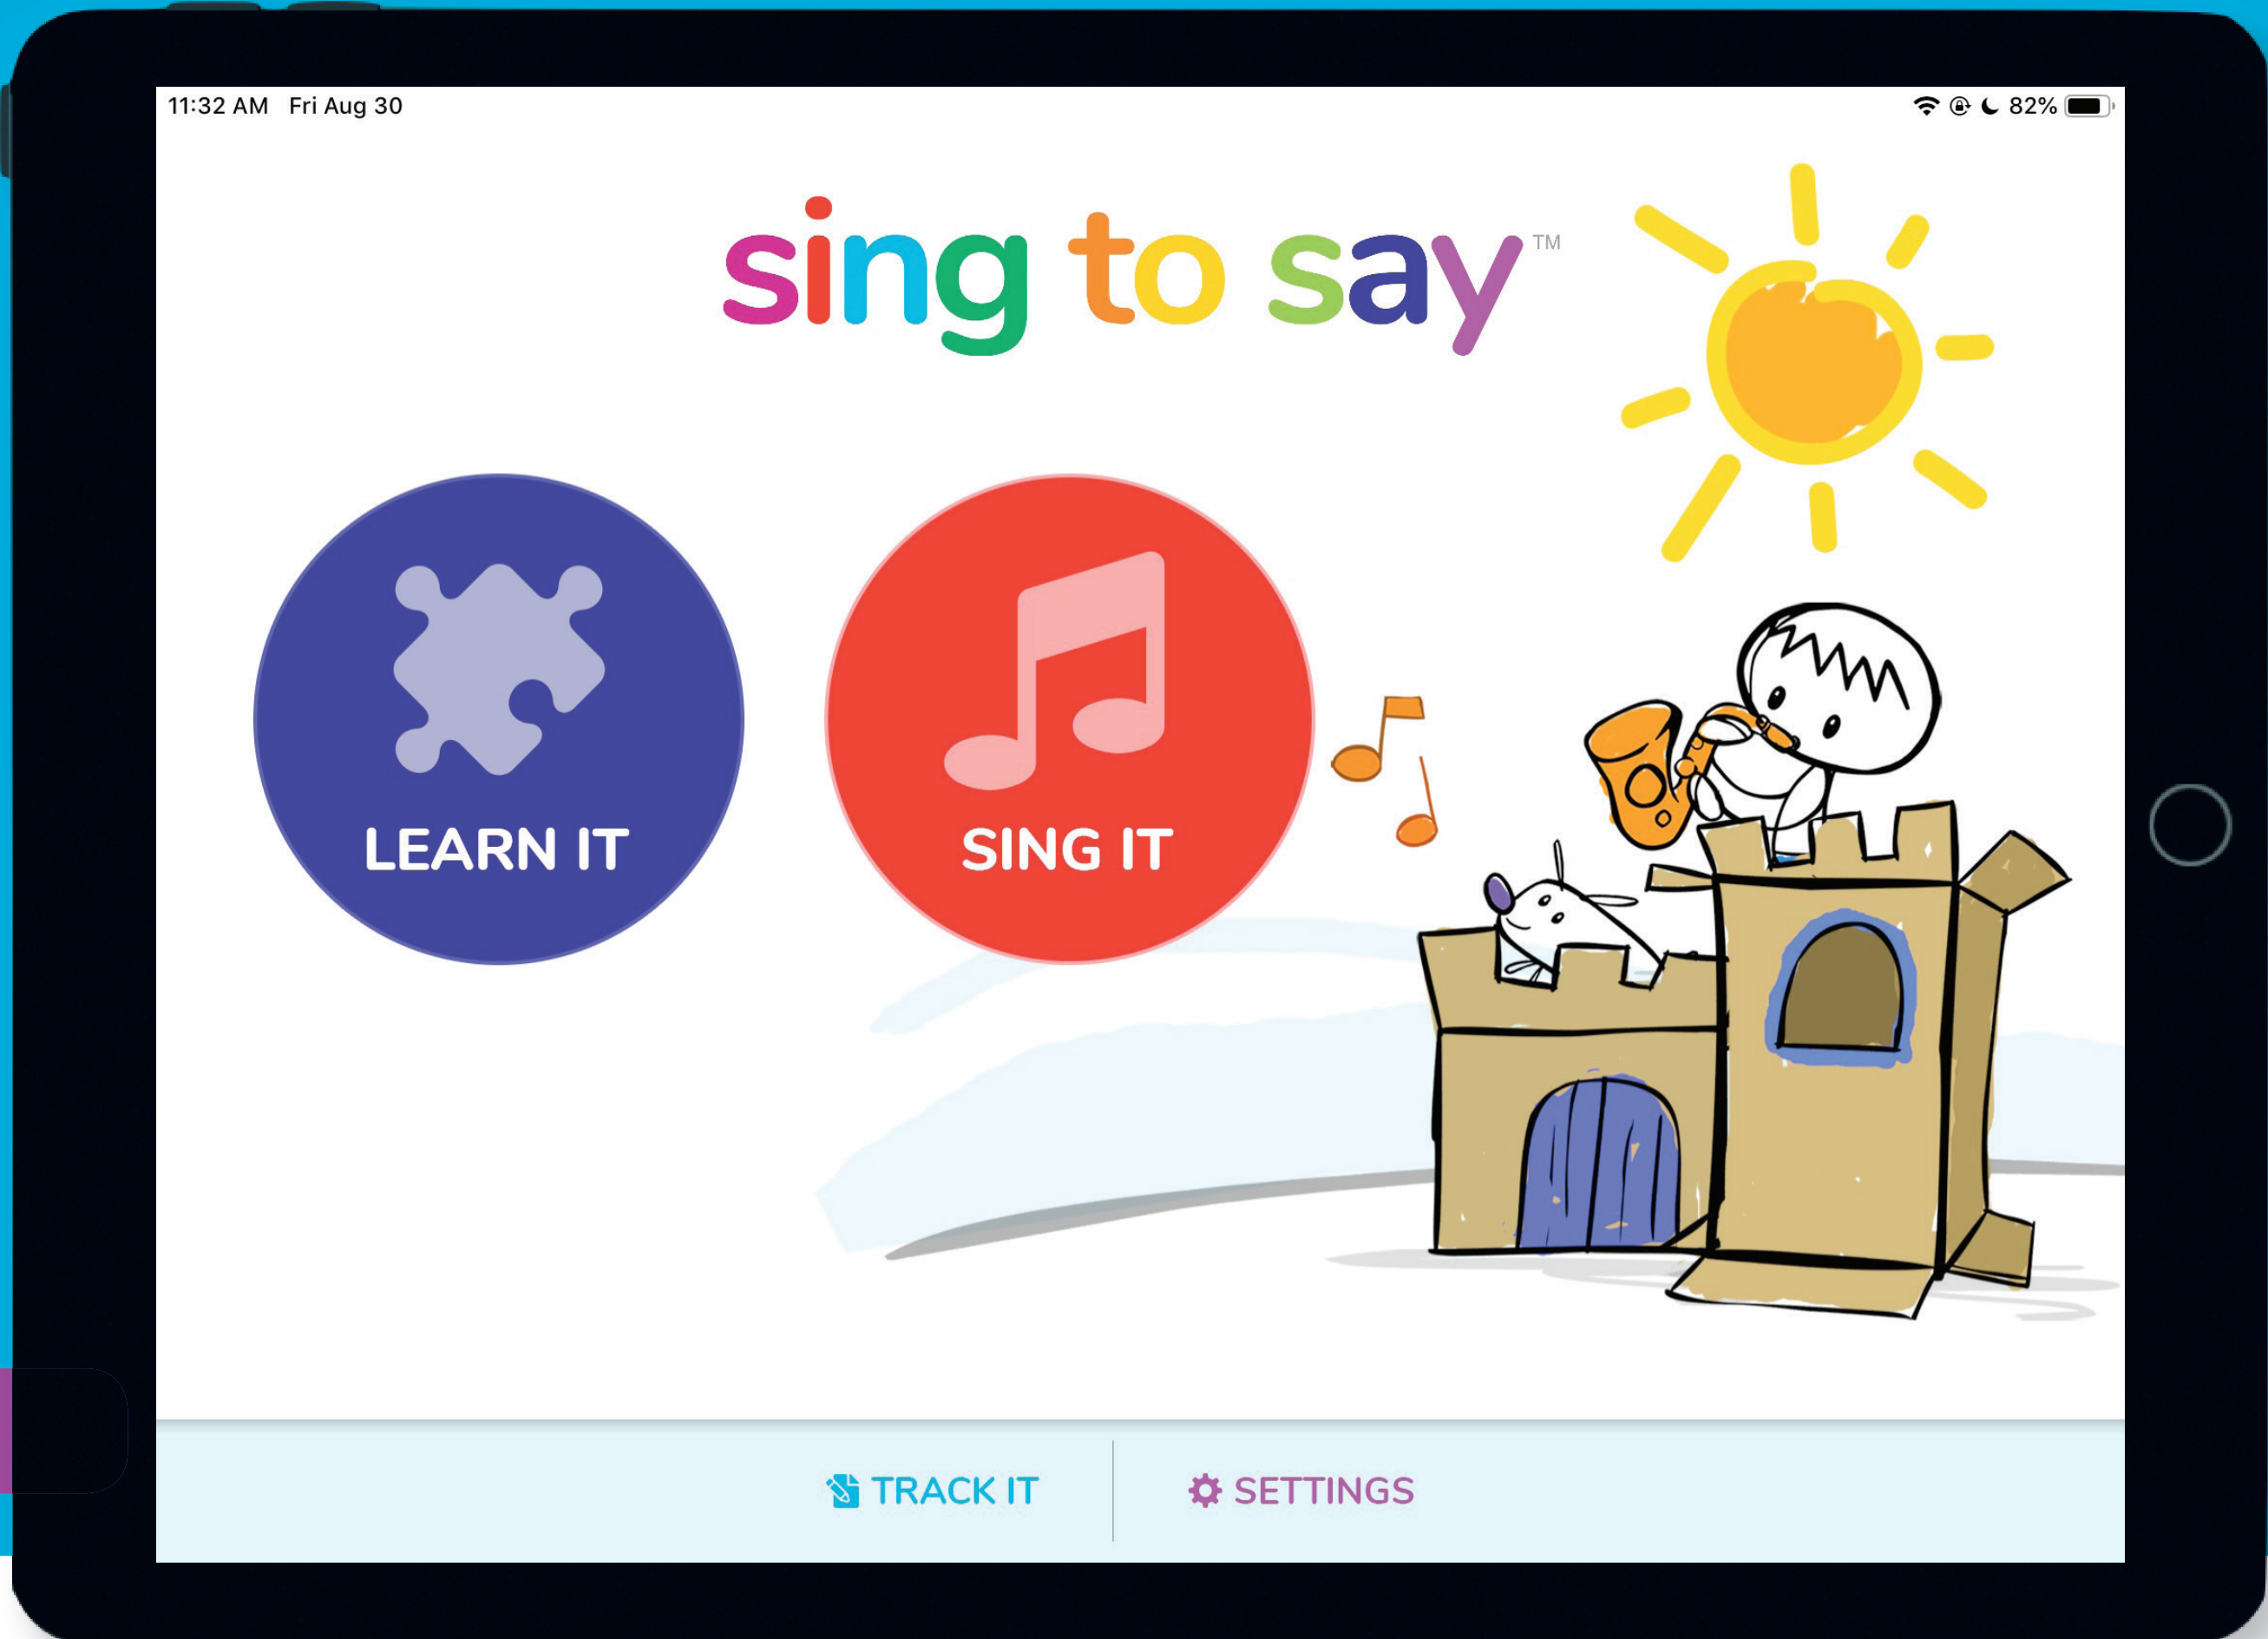 11:32 AM Fri Aug 30
82%
sing to say™
LEARN IT
SING IT
TRACK IT
SETTINGS